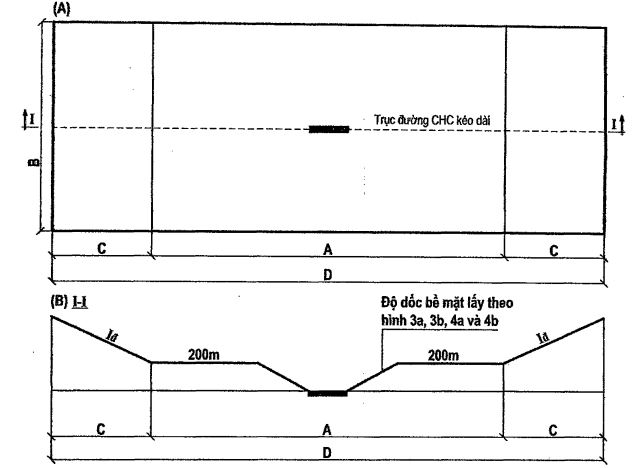 (A)
I
Trục đường CHC kéo dài
I
B
C
A
C
D
(B) I-I
Độ dốc bề mặt lấy theo
hình 3a, 3b, 4a và 4b
Id
200m
200m
Id
C
A
C
D